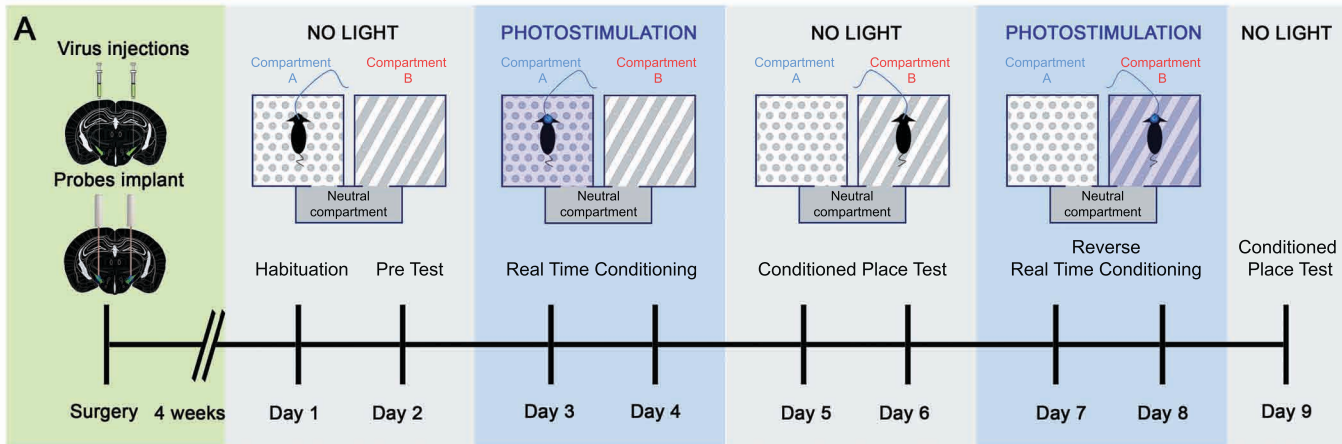 A
Virus injections
Probes implant
NO LIGHT
Compartment
A
Compartment
B
Neutral
compartment
Habituation
Pre Test
PHOTOSTIMULATION
Compartment
A
Compartment
B
Neutral
compartment
Real Time Conditioning
NO LIGHT
Compartment
A
Compartment
B
Neutral
compartment
Conditioned Place Test
PHOTOSTIMULATION
Compartment
A
Compartment
B
Neutral
compartment
Reverse
Real Time Conditioning
NO LIGHT
Conditioned
Place Test
Surgery
4 weeks
Day 1
Day 2
Day 3
Day 4
Day 5
Day 6
Day 7
Day 8
Day 9